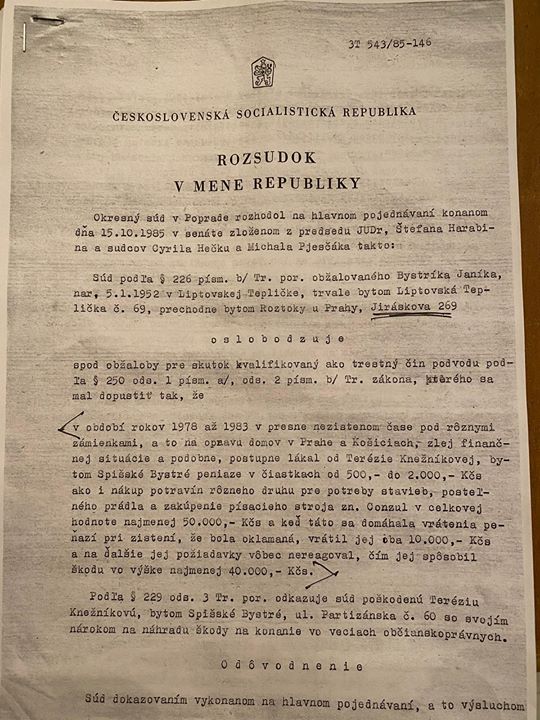 3T 543/85-146
ČESKOSLOVENSKÁ SOCIALISTICKÁ REPUBLIKA
ROZSUDOK
V MENE REPUBLIKY
Okresný súd v Poprade rozhodol na hlavnom pojednávaní konanom
dňa 15.10.1985 v senáte zloženom z predsedu JUDr, Štefana Harabi-
na a sudcov Cyrila Hečku a Michala Pješčáka takto:
Súd podľa § 226 písm. b/ Tr. por. obžalovaného Bystríka Janíka,
nar, 5.1.1952 v Liptovskej Tepličke, trvale bytom Liptovská Tep-
lička č. 69, prechodne bytom Roztoky u Prahy, Jiráskova 269
o s l o b o d z u j e
spod obžaloby pre skutok kvalifikovaný ako trestný čin podvodu pod-
ľa § 250 ods. 1 písm. a/, ods. 2 písm. b/ Tr. zákona, ktorého sa
mal dopustiť tak, že
v období rokov 1978 až 1983 v presne nezistenom čase pod rôznymi
zámienkami, a to na opravu domov v Prahe a Košiciach, zlej finanč-
nej situácie a podobne, postupne lákal od Terézie Knežníkovej, by-
tom Spišské Bystré peniaze v čiastkach od 500,- do 2.000,- Kčs
ako i nákup potravín rôzneho druhu pre potreby stavieb, posteľ-
ného prádla a zakúpenie písacieho stroja zn. Conzul v celkovej
hodnote najmenej 50.000,- Kčs a keď táto sa domáhala vrátenia pe-
nazí pri zistení, že bola oklamaná, vrátil jej oba 10.000,- Kčs
a na ďalšie jej požiadavky vôbec nereagoval, čím jej spôsobil
škodu vo výške najmenej 40.000,- Kčs.
Podľa § 229 ods. 3 Tr. por. odkazuje súd poškodenú Teréziu
Knežníkovú, bytom Spišské Bystré, ul. Partizánska č. 60 so svojím
nárokom na náhradu škody na konanie vo veciach občianskoprávnych.
O d ô v o d n e n i e
Súd dokazovaním vykonanom na hlavnom pojednávaní, a to výsluchom